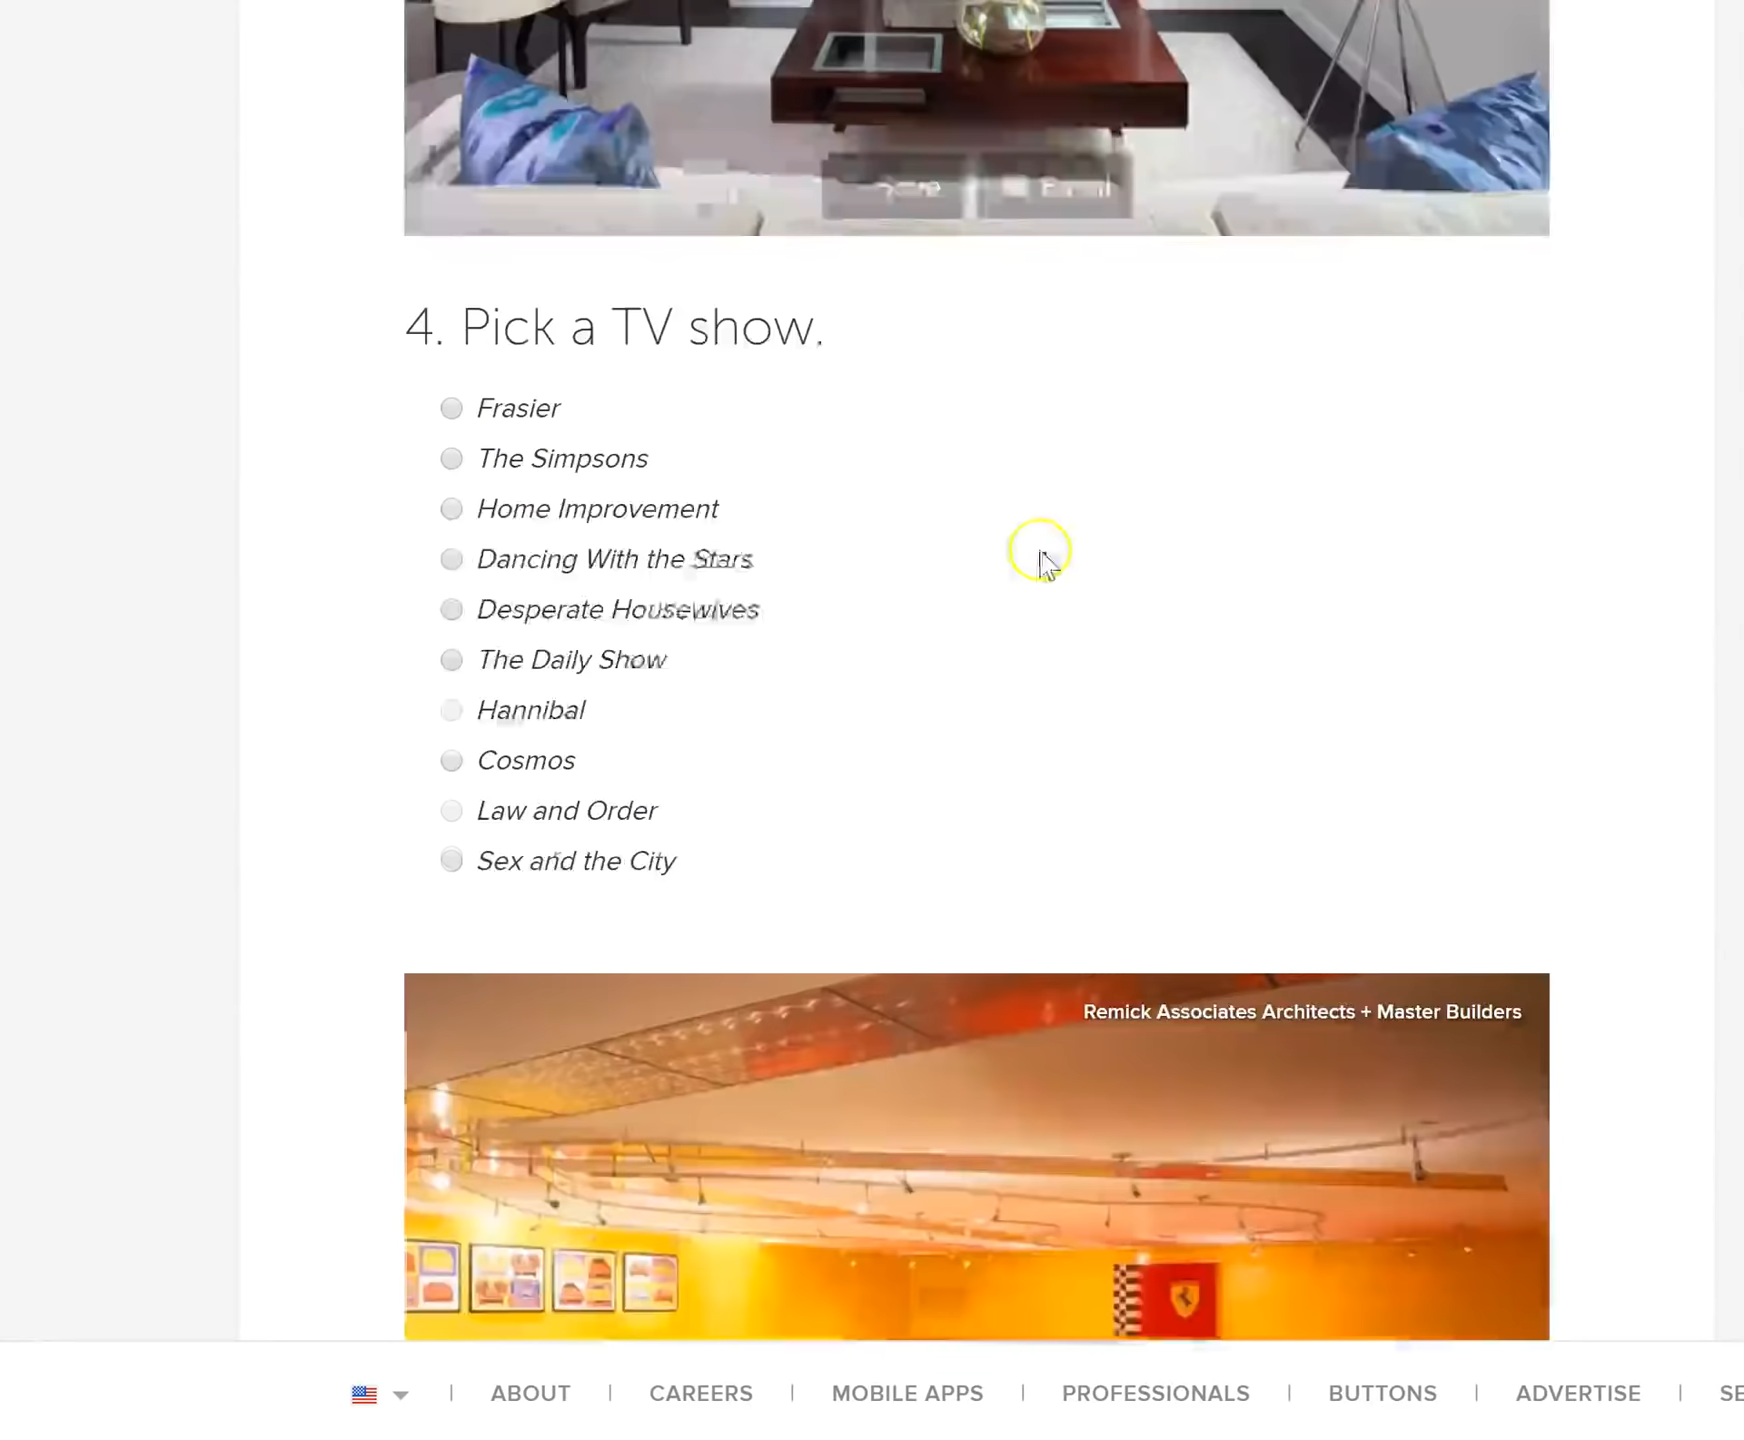 4. Pick a TV show.
Frasier
The Simpsons
Home Improvement
Dancing With the Stars
Desperate Housewives
The Daily Show
Hannibal
Cosmos
Law and Order
Sex and the City
Remick Associates Architects + Master Builders
| ABOUT | CAREERS | MOBILE APPS | PROFESSIONALS | BUTTONS | ADVERTISE | SE